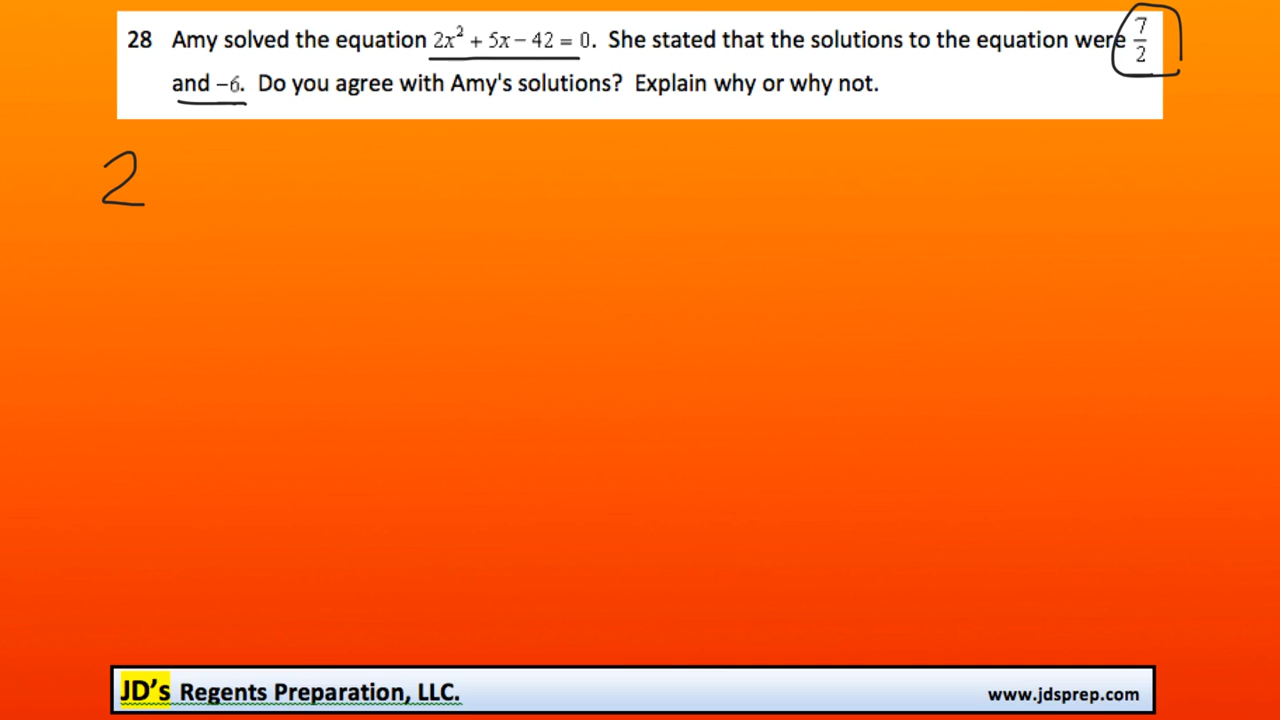 28 Amy solved the equation 2x² + 5x − 42 = 0. She stated that the solutions to the equation were 7/2
and −6. Do you agree with Amy's solutions? Explain why or why not.
2
JD's Regents Preparation, LLC.
www.jdsprep.com